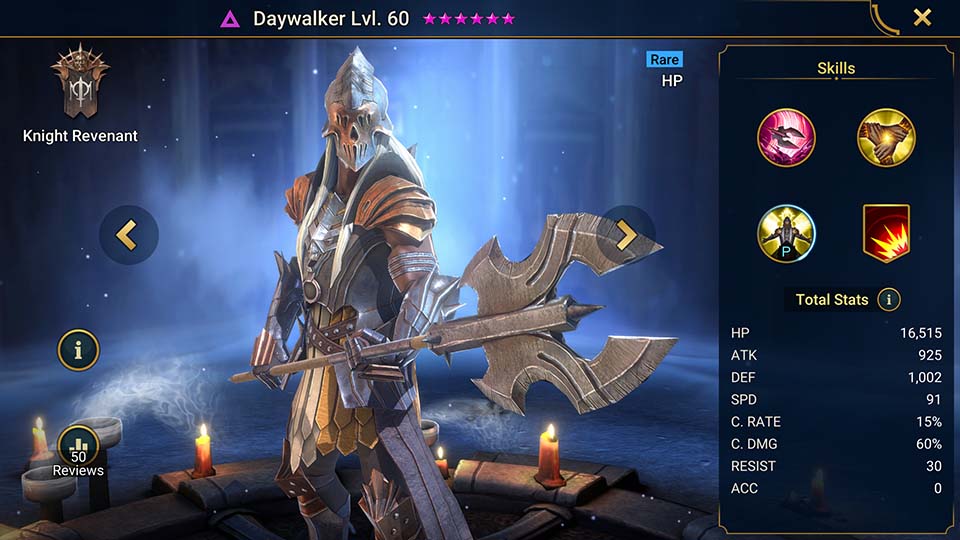 Daywalker Lvl. 60
Knight Revenant
Rare
HP
50
Reviews
Skills
P
Total Stats
HP 16,515
ATK 925
DEF 1,002
SPD 91
C. RATE 15%
C. DMG 60%
RESIST 30
ACC 0